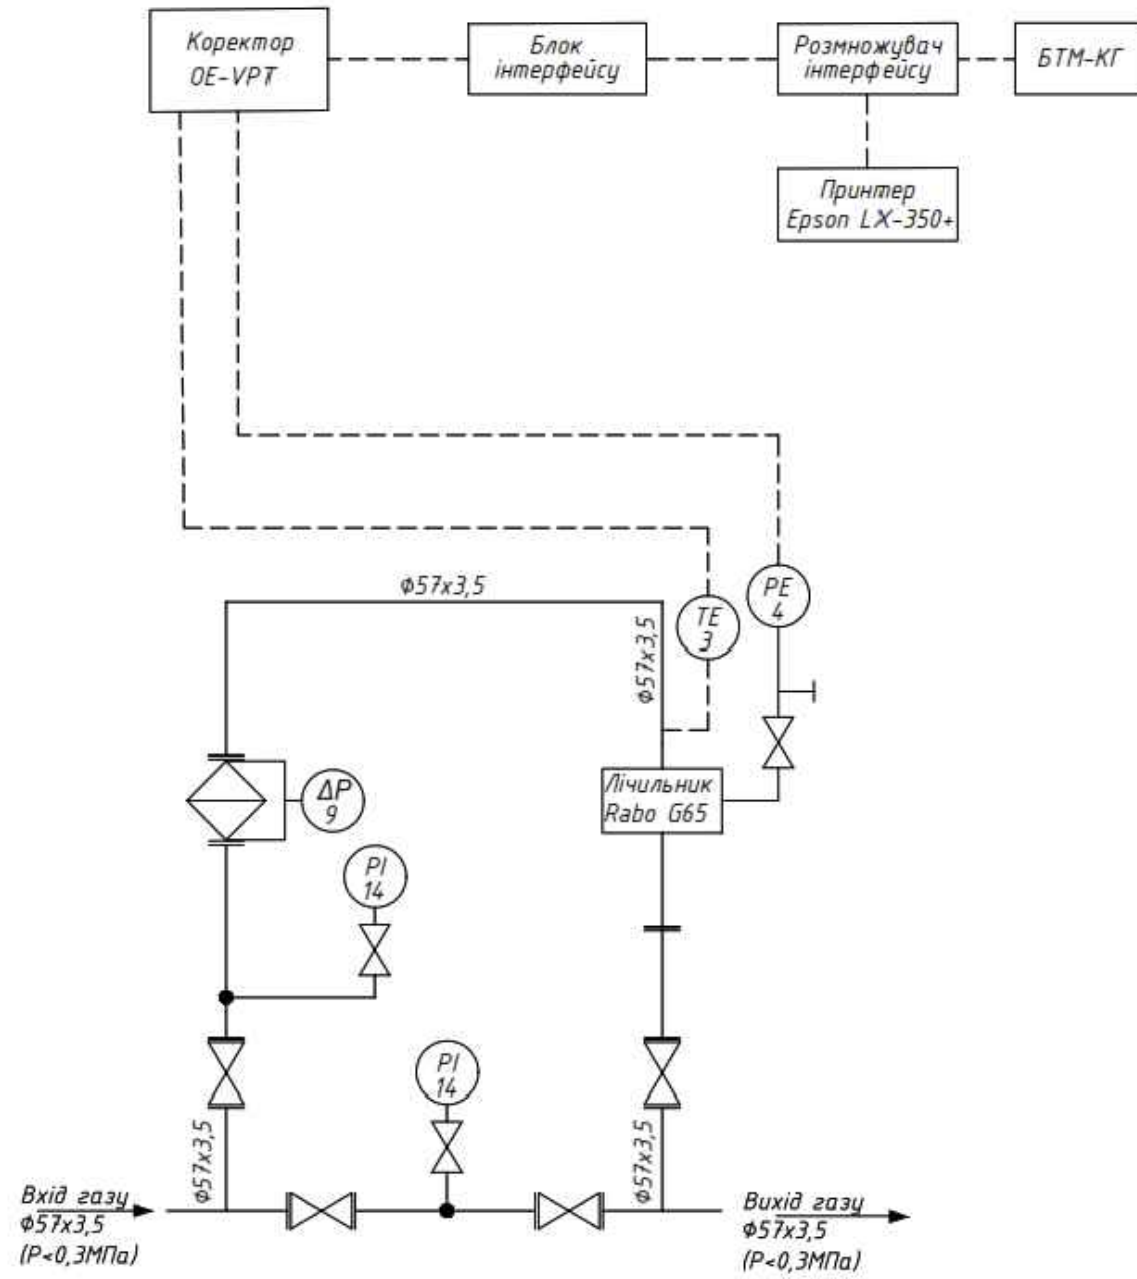 Коректор
ОЕ-VPT
Блок
інтерфейсу
Розмножувач
інтерфейсу
БТМ-КГ
Принтер
Epson LX-350+
Ф57х3,5
Ф57х3,5
TE
3
PE
4
ΔP
9
Лічильник
Rabo G65
PI
14
PI
14
Ф57х3,5
Ф57х3,5
Вхід газу
Ф57х3,5
(Р<0,3МПа)
Вихід газу
Ф57х3,5
(Р<0,3МПа)